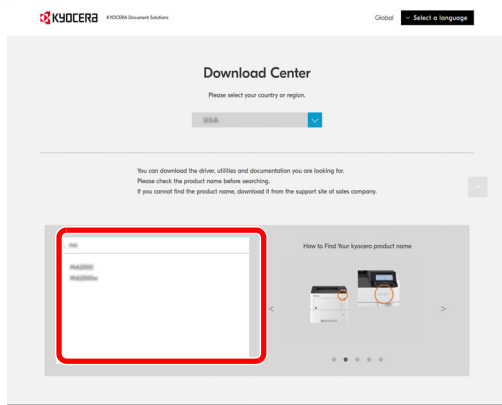 KYOCERA KYOCERA Document Solutions
Global Select a language
Download Center
Please select your country or region.
U.S.A.
You can download the driver, utilities and documentation you are looking for.
Please check the product name before searching.
If you cannot find the product name, download it from the support site of sales company.
ma
How to Find Your kyocera product name
MA2000
MA2000w
< >